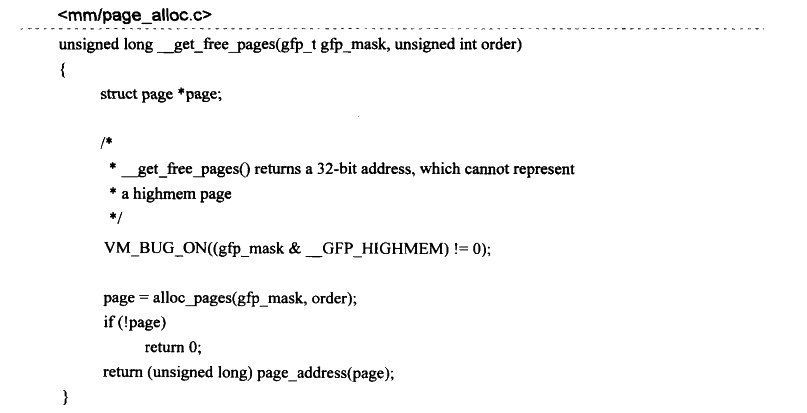 <mm/page_alloc.c>
unsigned long __get_free_pages(gfp_t gfp_mask, unsigned int order)
{
struct page *page;
/*
* __get_free_pages() returns a 32-bit address, which cannot represent
* a highmem page
*/
VM_BUG_ON((gfp_mask & __GFP_HIGHMEM) != 0);
page = alloc_pages(gfp_mask, order);
if (!page)
return 0;
return (unsigned long) page_address(page);
}